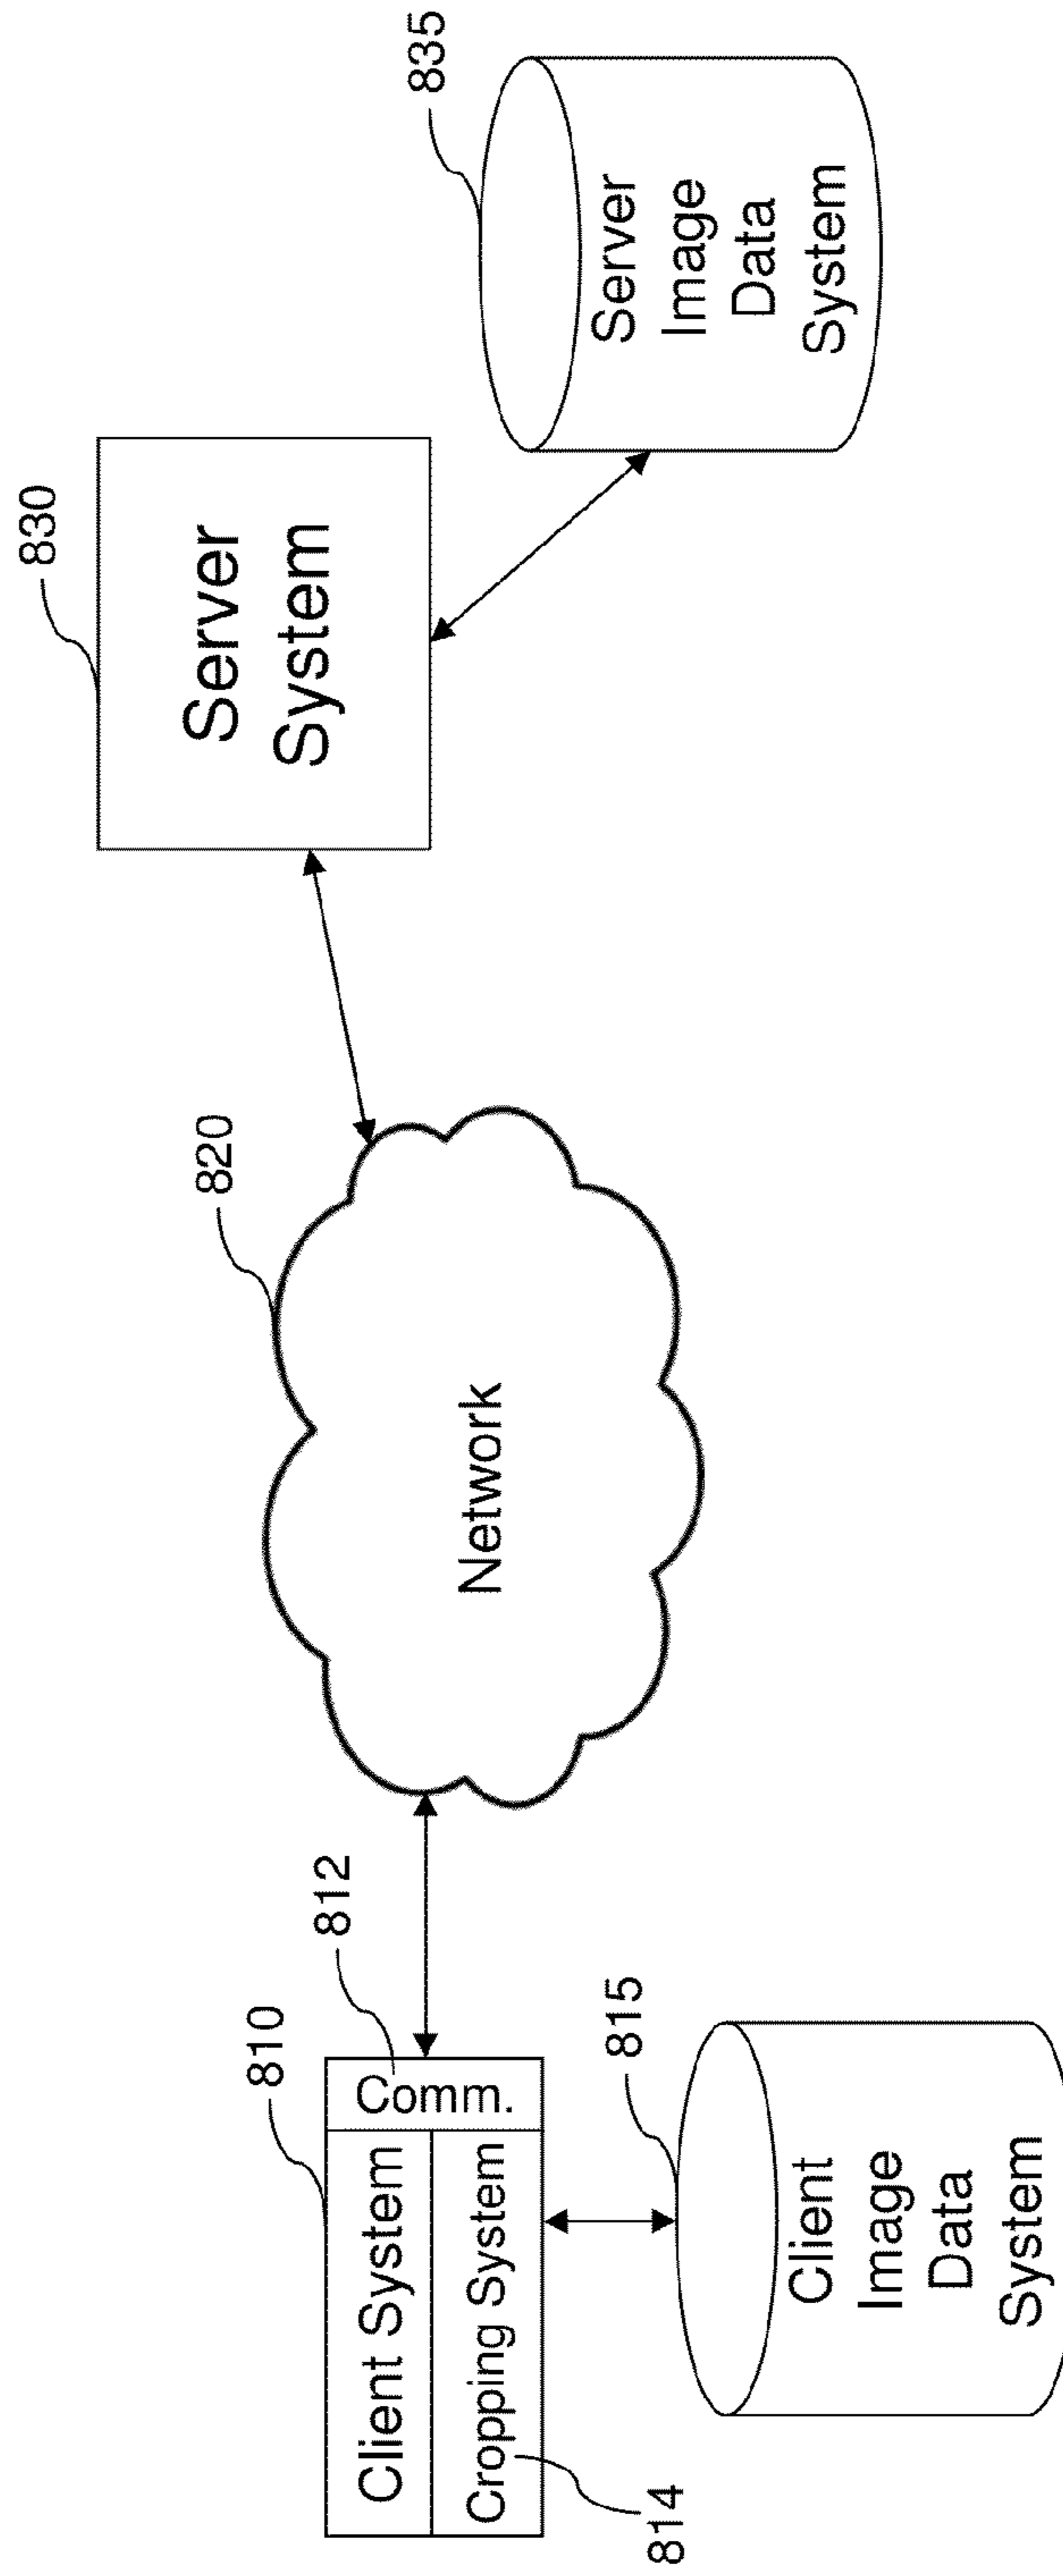 810
812
Client System
Comm.
Cropping System
814
815
Client
Image
Data
System
820
Network
830
Server
System
835
Server
Image
Data
System